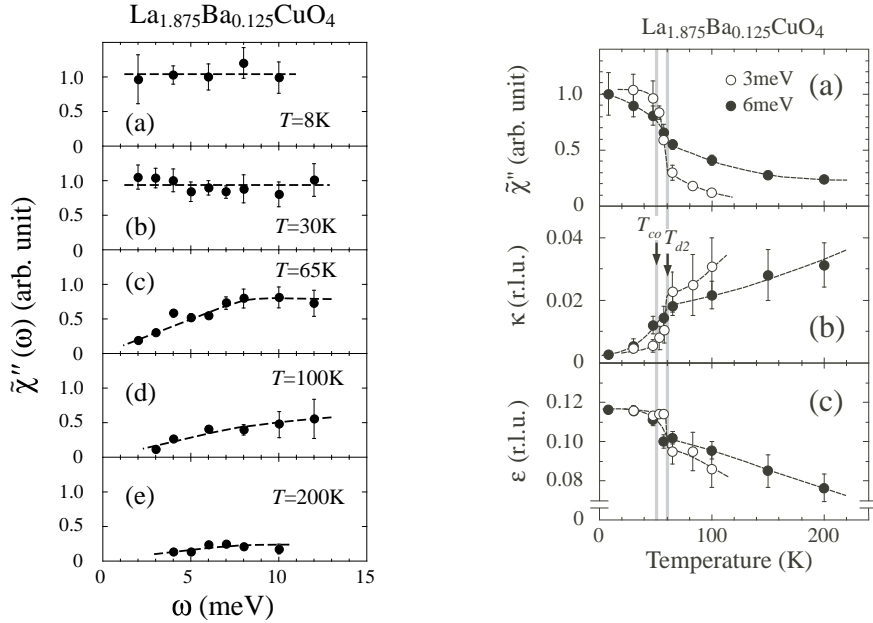 La₁.₈₇₅Ba₀.₁₂₅CuO₄
χ̃″(ω) (arb. unit)
1.0
0.5
0
(a)
T=8K
1.0
0.5
0
(b)
T=30K
1.0
0.5
0
(c)
T=65K
1.0
0.5
0
(d)
T=100K
1.0
0.5
0
(e)
T=200K
0 5 10 15
ω (meV)
La₁.₈₇₅Ba₀.₁₂₅CuO₄
χ̃″ (arb. unit)
1.0
0.5
0
3meV
6meV
(a)
κ (r.l.u.)
0.04
0.02
0
T_co
T_d2
(b)
ε (r.l.u.)
0.12
0.10
0.08
0
(c)
0 100 200
Temperature (K)